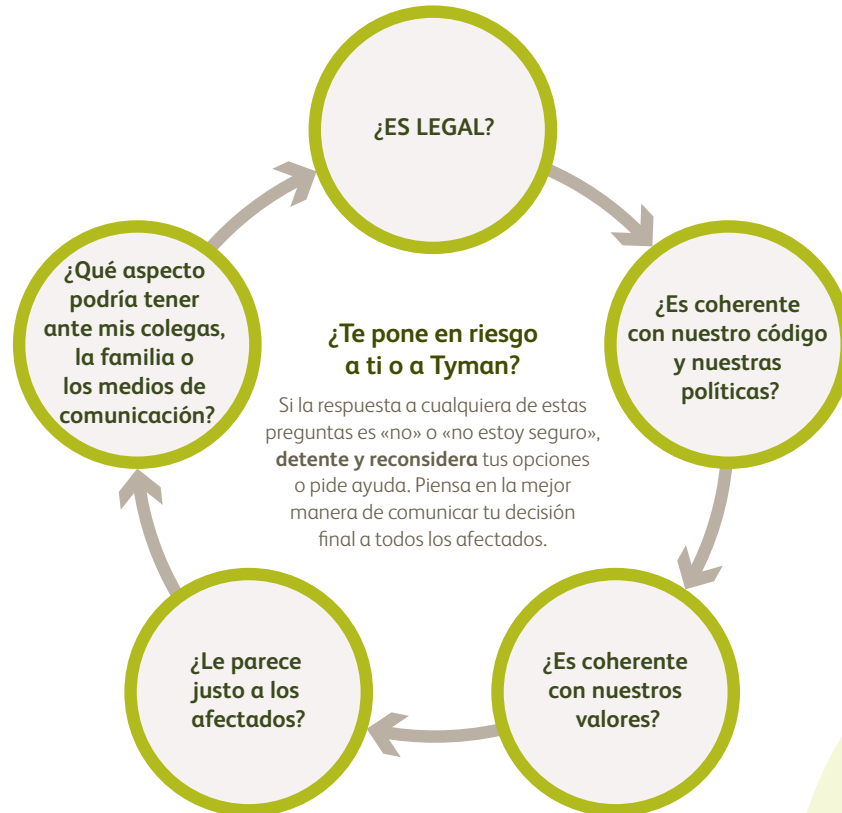 ¿ES LEGAL?
¿Es coherente
con nuestro código
y nuestras
políticas?
¿Es coherente
con nuestros
valores?
¿Le parece
justo a los
afectados?
¿Qué aspecto
podría tener
ante mis colegas,
la familia o
los medios de
comunicación?
¿Te pone en riesgo
a ti o a Tyman?
Si la respuesta a cualquiera de estas
preguntas es «no» o «no estoy seguro»,
detente y reconsidera tus opciones
o pide ayuda. Piensa en la mejor
manera de comunicar tu decisión
final a todos los afectados.